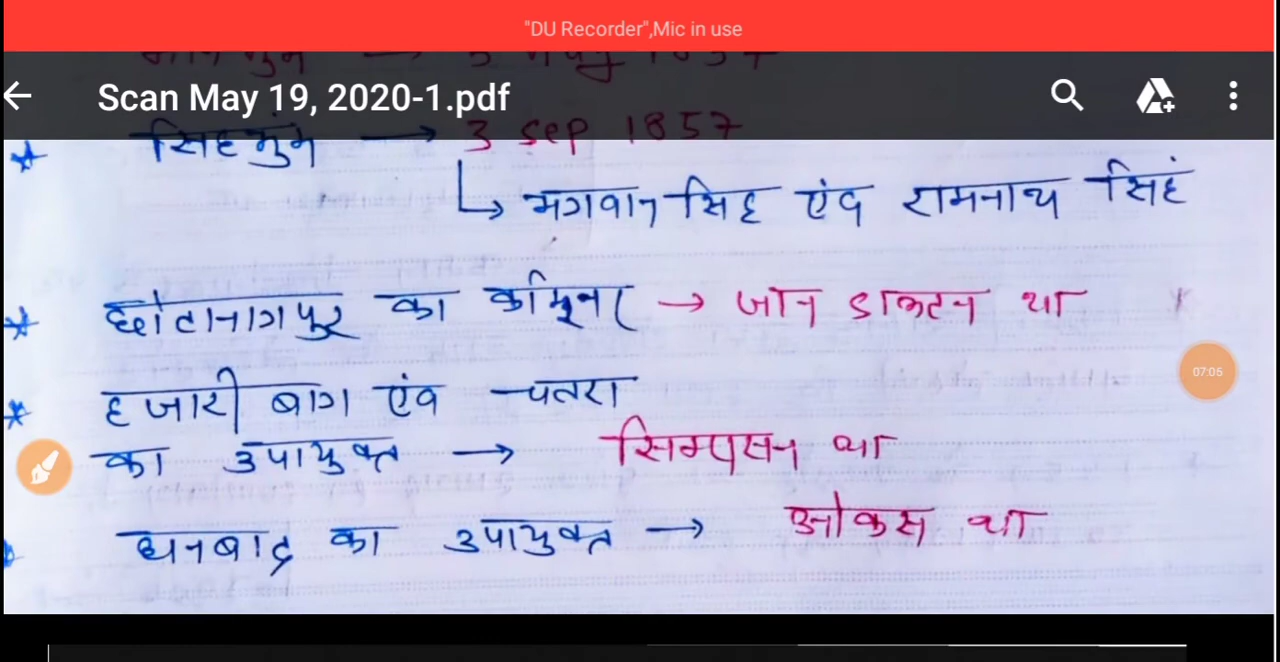 "DU Recorder",Mic in use
Scan May 19, 2020-1.pdf
सिंहभुम → 3 sep 1857
↳ भगवान सिंह एंव रामनाथ सिंह
छोटानागपुर का कमिश्नर → जान डाल्टन था
07:05
हजारी बाग एंव चतरा
का उपायुक्त → सिम्पसन था
धनबाद का उपायुक्त → ओकस था